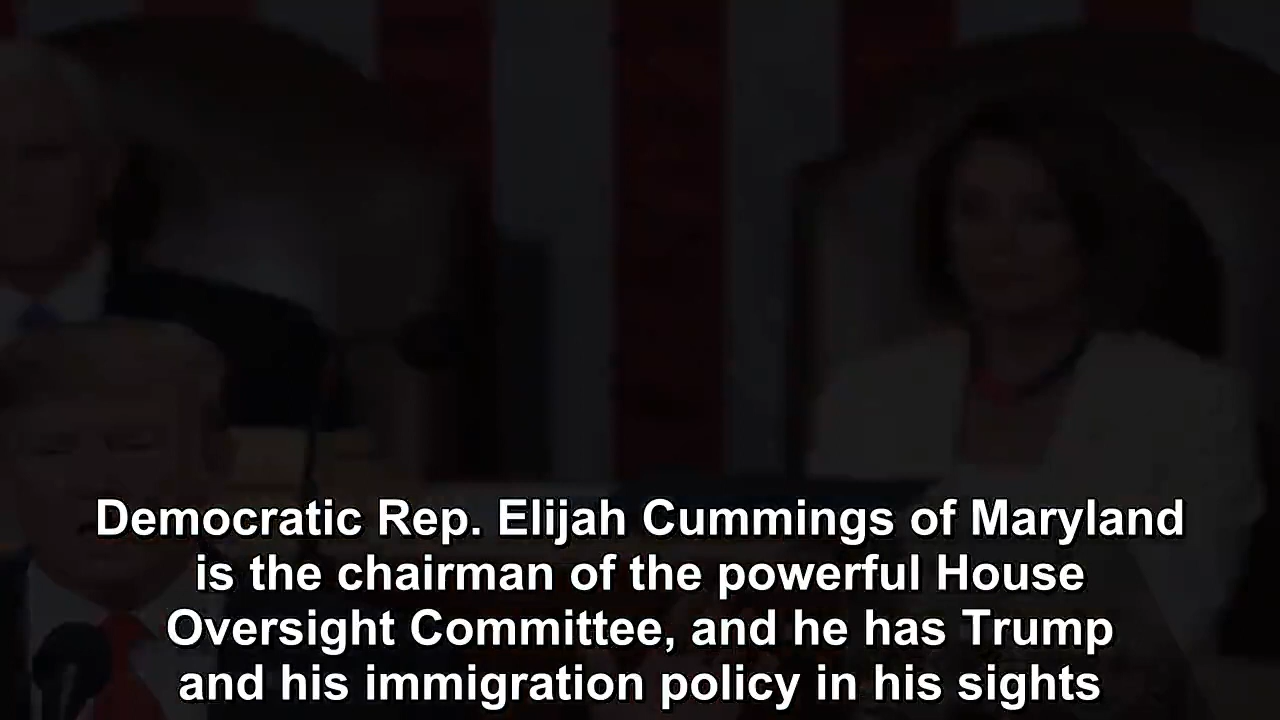 Democratic Rep. Elijah Cummings of Maryland
is the chairman of the powerful House
Oversight Committee, and he has Trump
and his immigration policy in his sights